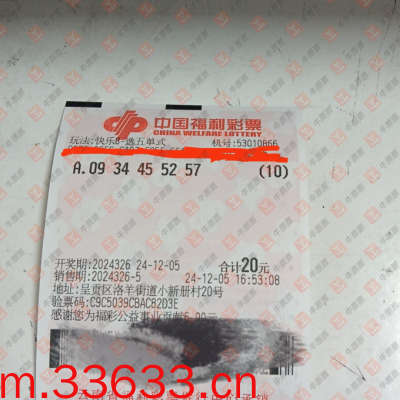 中国福利彩票
CHINA WELFARE LOTTERY
玩法:快乐8-选五单式 机号:53010866
A.09 34 45 52 57 (10)
开奖期:2024326 24-12-05 合计20元
销售期:2024326-5 24-12-05 16:53:08
地址:呈贡区洛羊街道小新册村20号
验票码:C9C5039CBAC82D3E
感谢您为福彩公益事业贡献6.00元
m.33633.cn